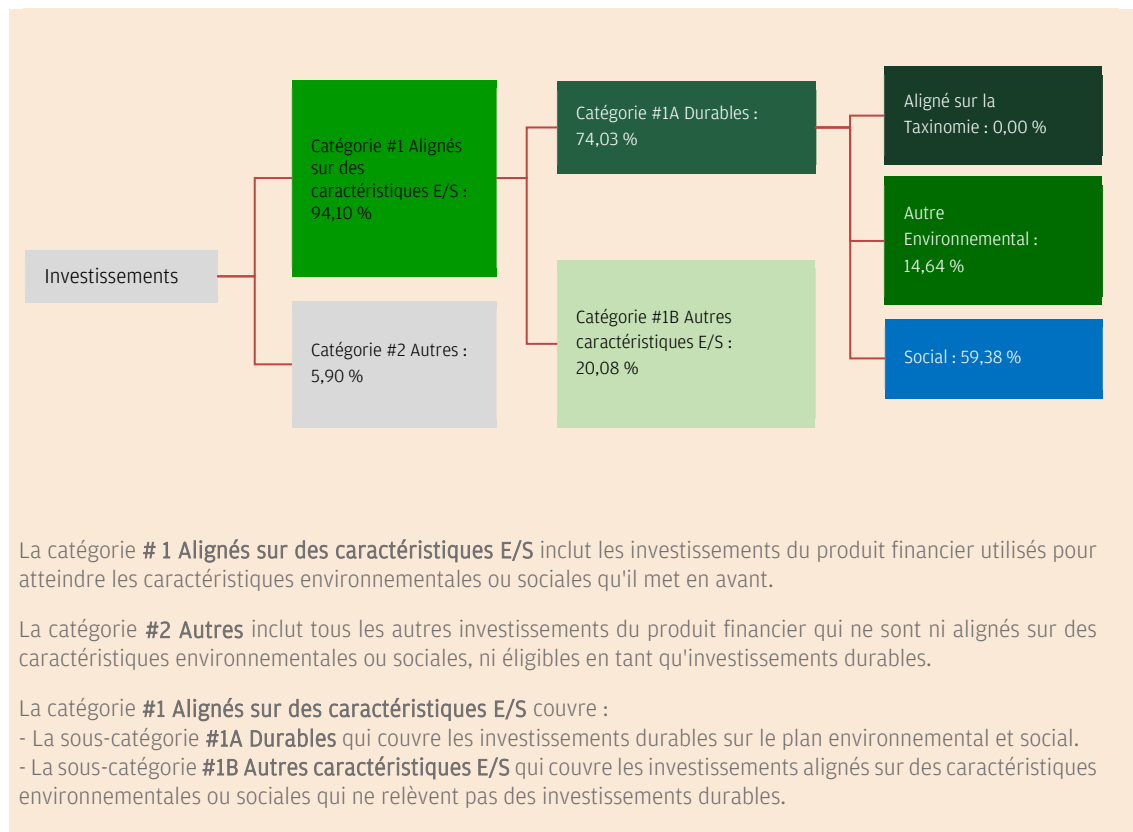 Investissements
Catégorie #1 Alignés
sur des
caractéristiques E/S :
94,10 %
Catégorie #2 Autres :
5,90 %
Catégorie #1A Durables :
74,03 %
Catégorie #1B Autres
caractéristiques E/S :
20,08 %
Aligné sur la
Taxinomie : 0,00 %
Autre
Environnemental :
14,64 %
Social : 59,38 %
La catégorie # 1 Alignés sur des caractéristiques E/S inclut les investissements du produit financier utilisés pour
atteindre les caractéristiques environnementales ou sociales qu'il met en avant.
La catégorie #2 Autres inclut tous les autres investissements du produit financier qui ne sont ni alignés sur des
caractéristiques environnementales ou sociales, ni éligibles en tant qu'investissements durables.
La catégorie #1 Alignés sur des caractéristiques E/S couvre :
- La sous-catégorie #1A Durables qui couvre les investissements durables sur le plan environnemental et social.
- La sous-catégorie #1B Autres caractéristiques E/S qui couvre les investissements alignés sur des caractéristiques
environnementales ou sociales qui ne relèvent pas des investissements durables.